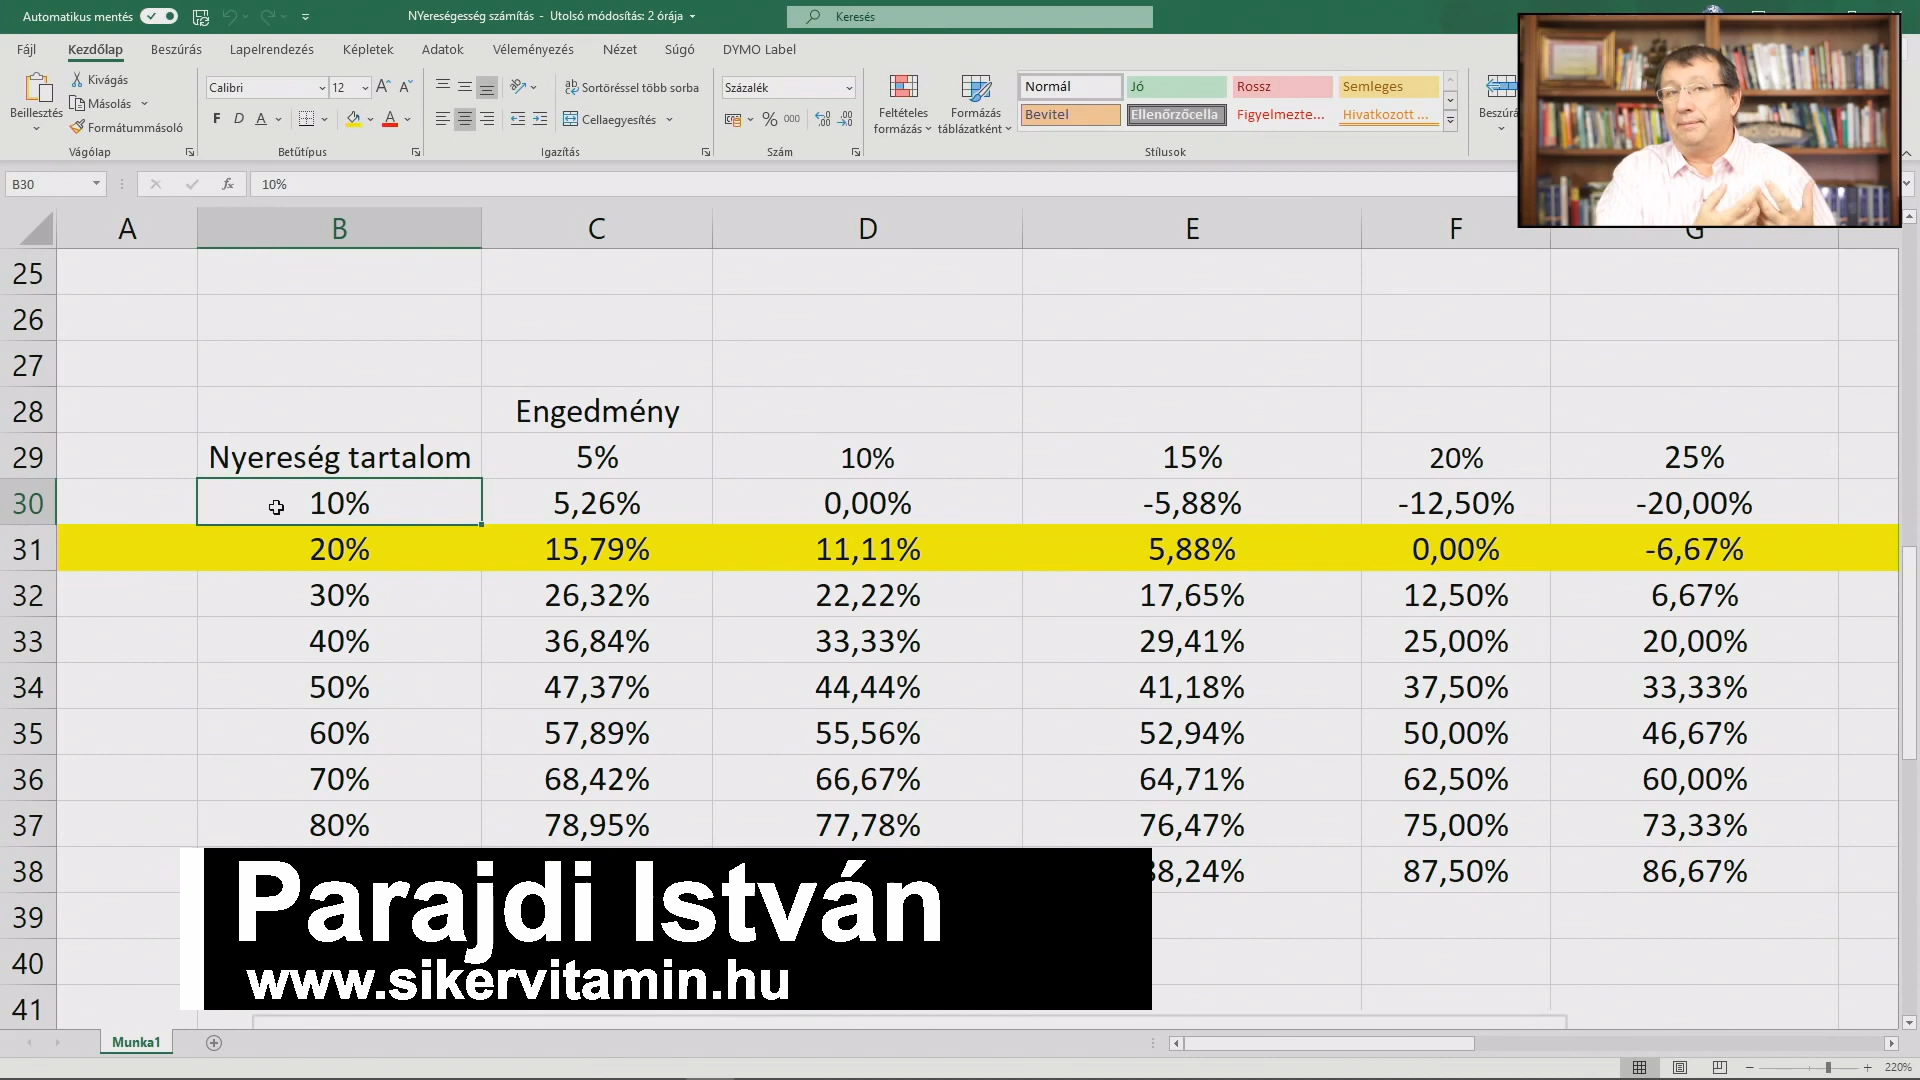 Automatikus mentés
NYereségesség számítás - Utolsó módosítás: 2 órája
Keresés
Fájl Kezdőlap Beszúrás Lapelrendezés Képletek Adatok Véleményezés Nézet Súgó DYMO Label
Beillesztés
Kivágás
Másolás
Formátummásoló
Vágólap
Calibri 12
F D A
Betűtípus
Sortöréssel több sorba
Cellaegyesítés
Igazítás
Százalék
% 000
Szám
Feltételes formázás
Formázás táblázatként
Normál Jó Rossz Semleges
Bevitel Ellenőrzőcella Figyelmezte... Hivatkozott ...
Stílusok
Beszúrá
B30 fx 10%
A B C D E F G
25
26
27
28 Engedmény
29 Nyereség tartalom 5% 10% 15% 20% 25%
30 10% 5,26% 0,00% -5,88% -12,50% -20,00%
31 20% 15,79% 11,11% 5,88% 0,00% -6,67%
32 30% 26,32% 22,22% 17,65% 12,50% 6,67%
33 40% 36,84% 33,33% 29,41% 25,00% 20,00%
34 50% 47,37% 44,44% 41,18% 37,50% 33,33%
35 60% 57,89% 55,56% 52,94% 50,00% 46,67%
36 70% 68,42% 66,67% 64,71% 62,50% 60,00%
37 80% 78,95% 77,78% 76,47% 75,00% 73,33%
38 8,24% 87,50% 86,67%
39
40
41
Parajdi István
www.sikervitamin.hu
Munka1
220%